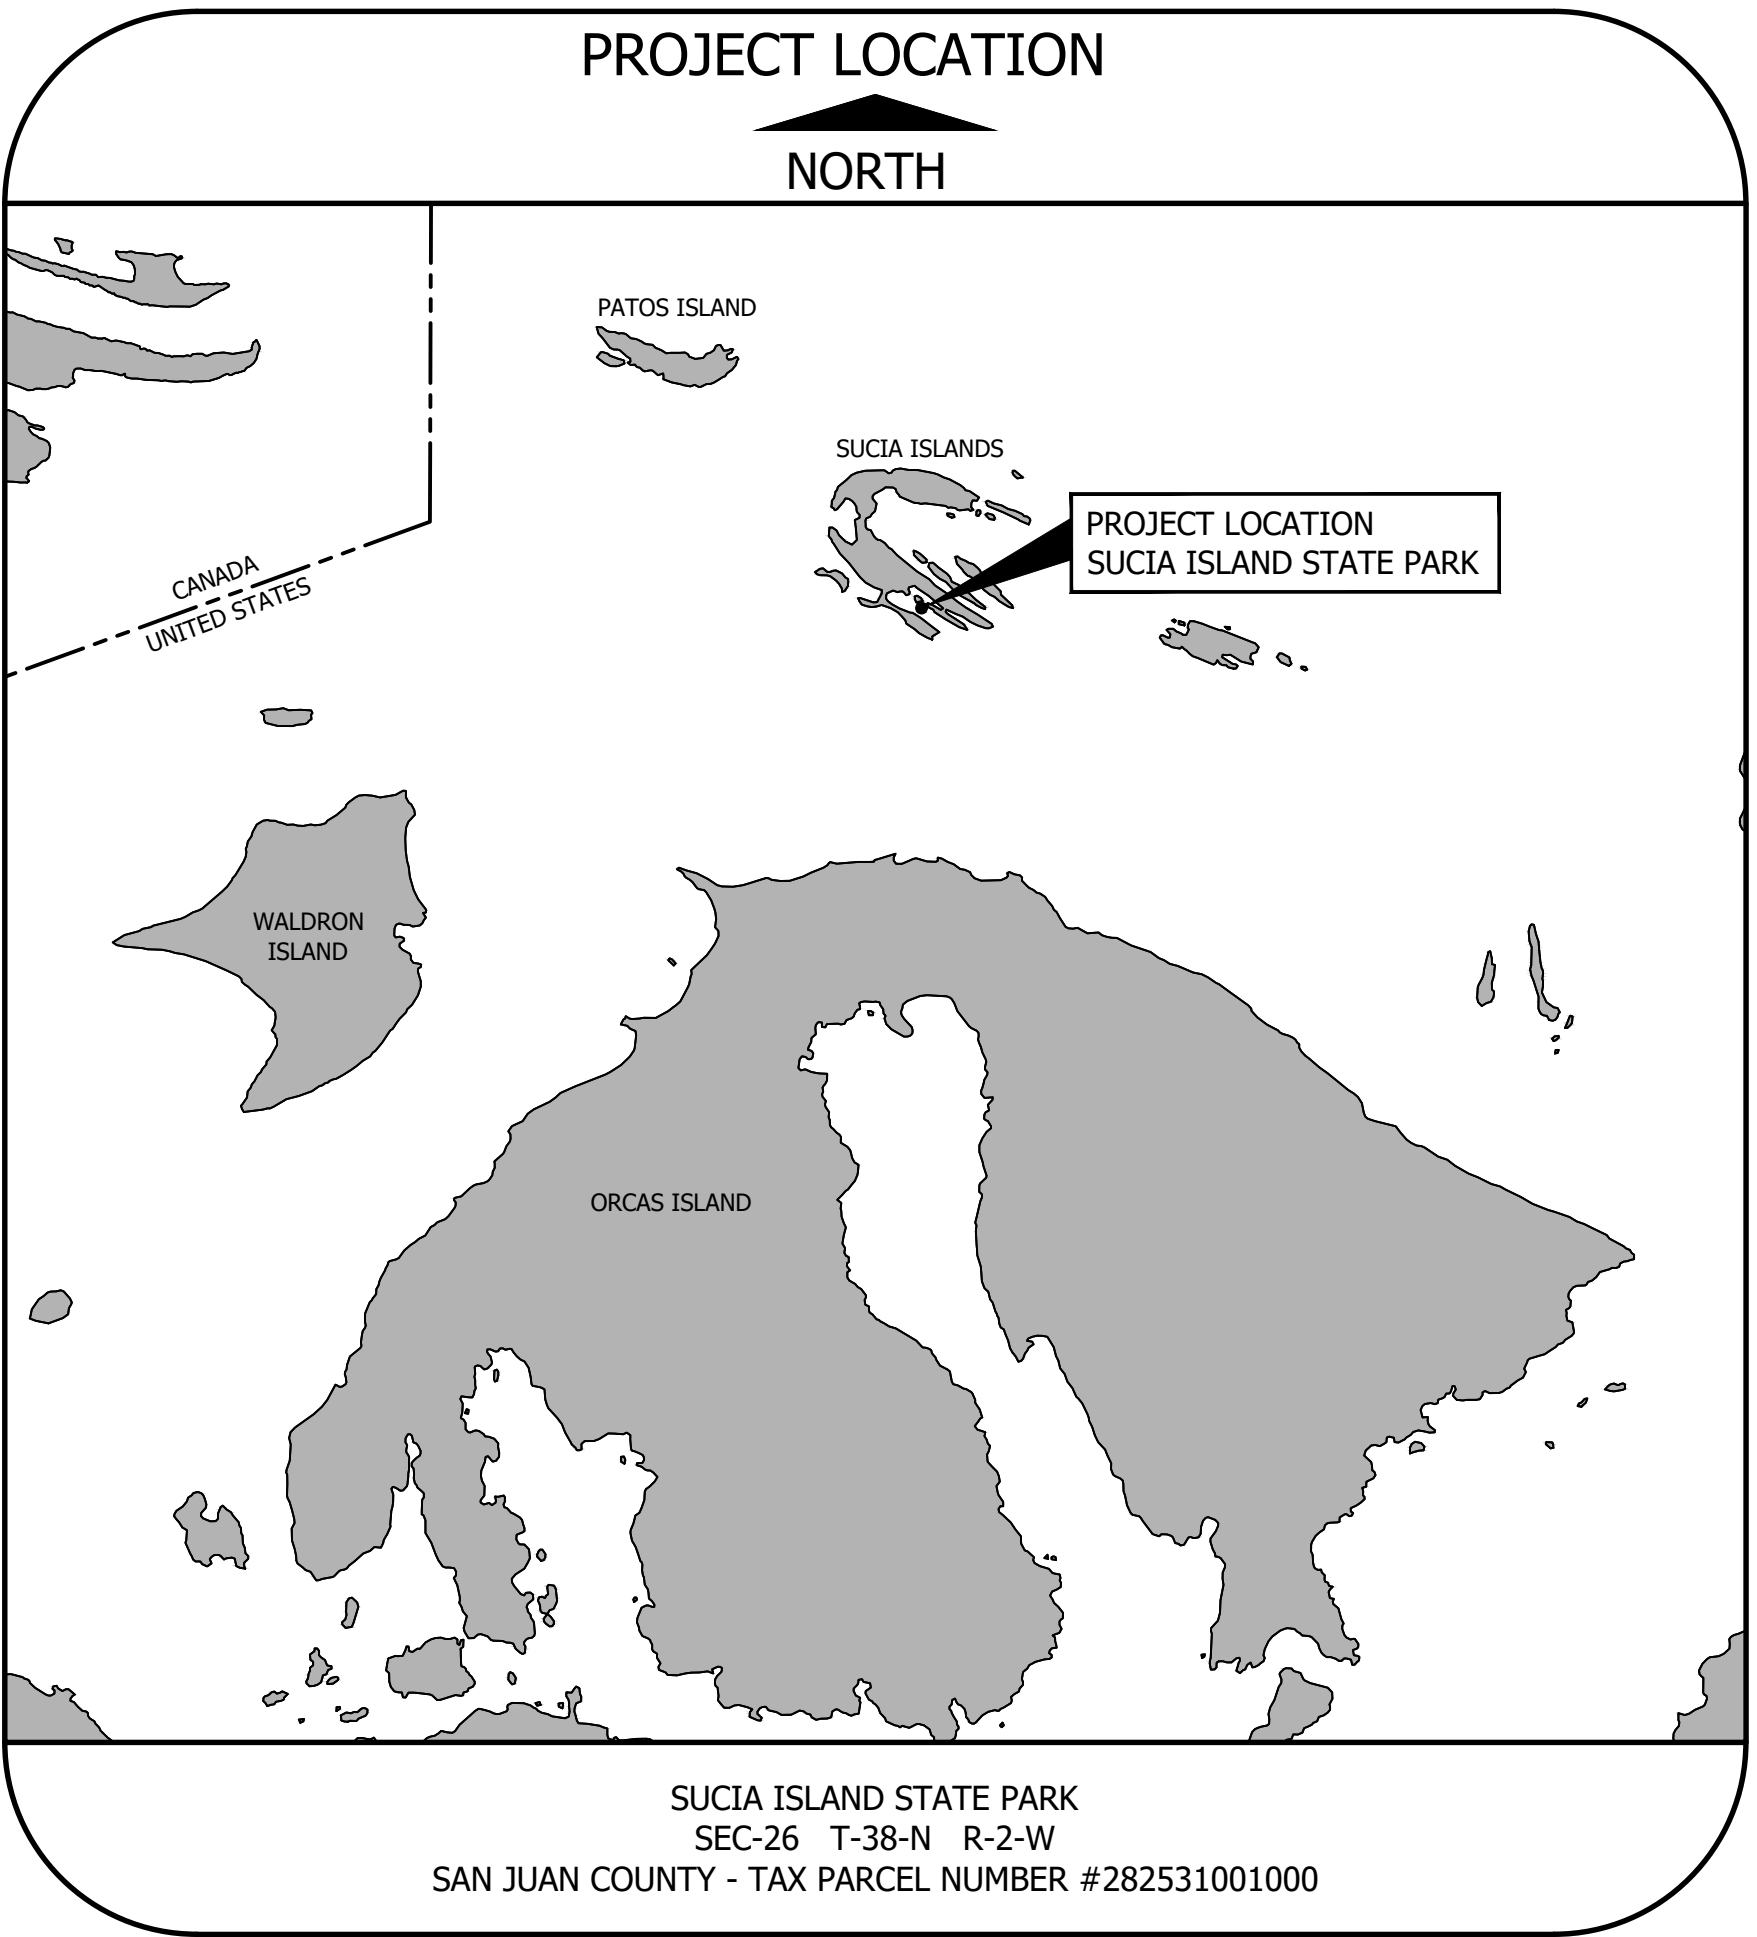 PROJECT LOCATION
NORTH
PATOS ISLAND
SUCIA ISLANDS
PROJECT LOCATION
SUCIA ISLAND STATE PARK
CANADA
UNITED STATES
WALDRON
ISLAND
ORCAS ISLAND
SUCIA ISLAND STATE PARK
SEC-26 T-38-N R-2-W
SAN JUAN COUNTY - TAX PARCEL NUMBER #282531001000